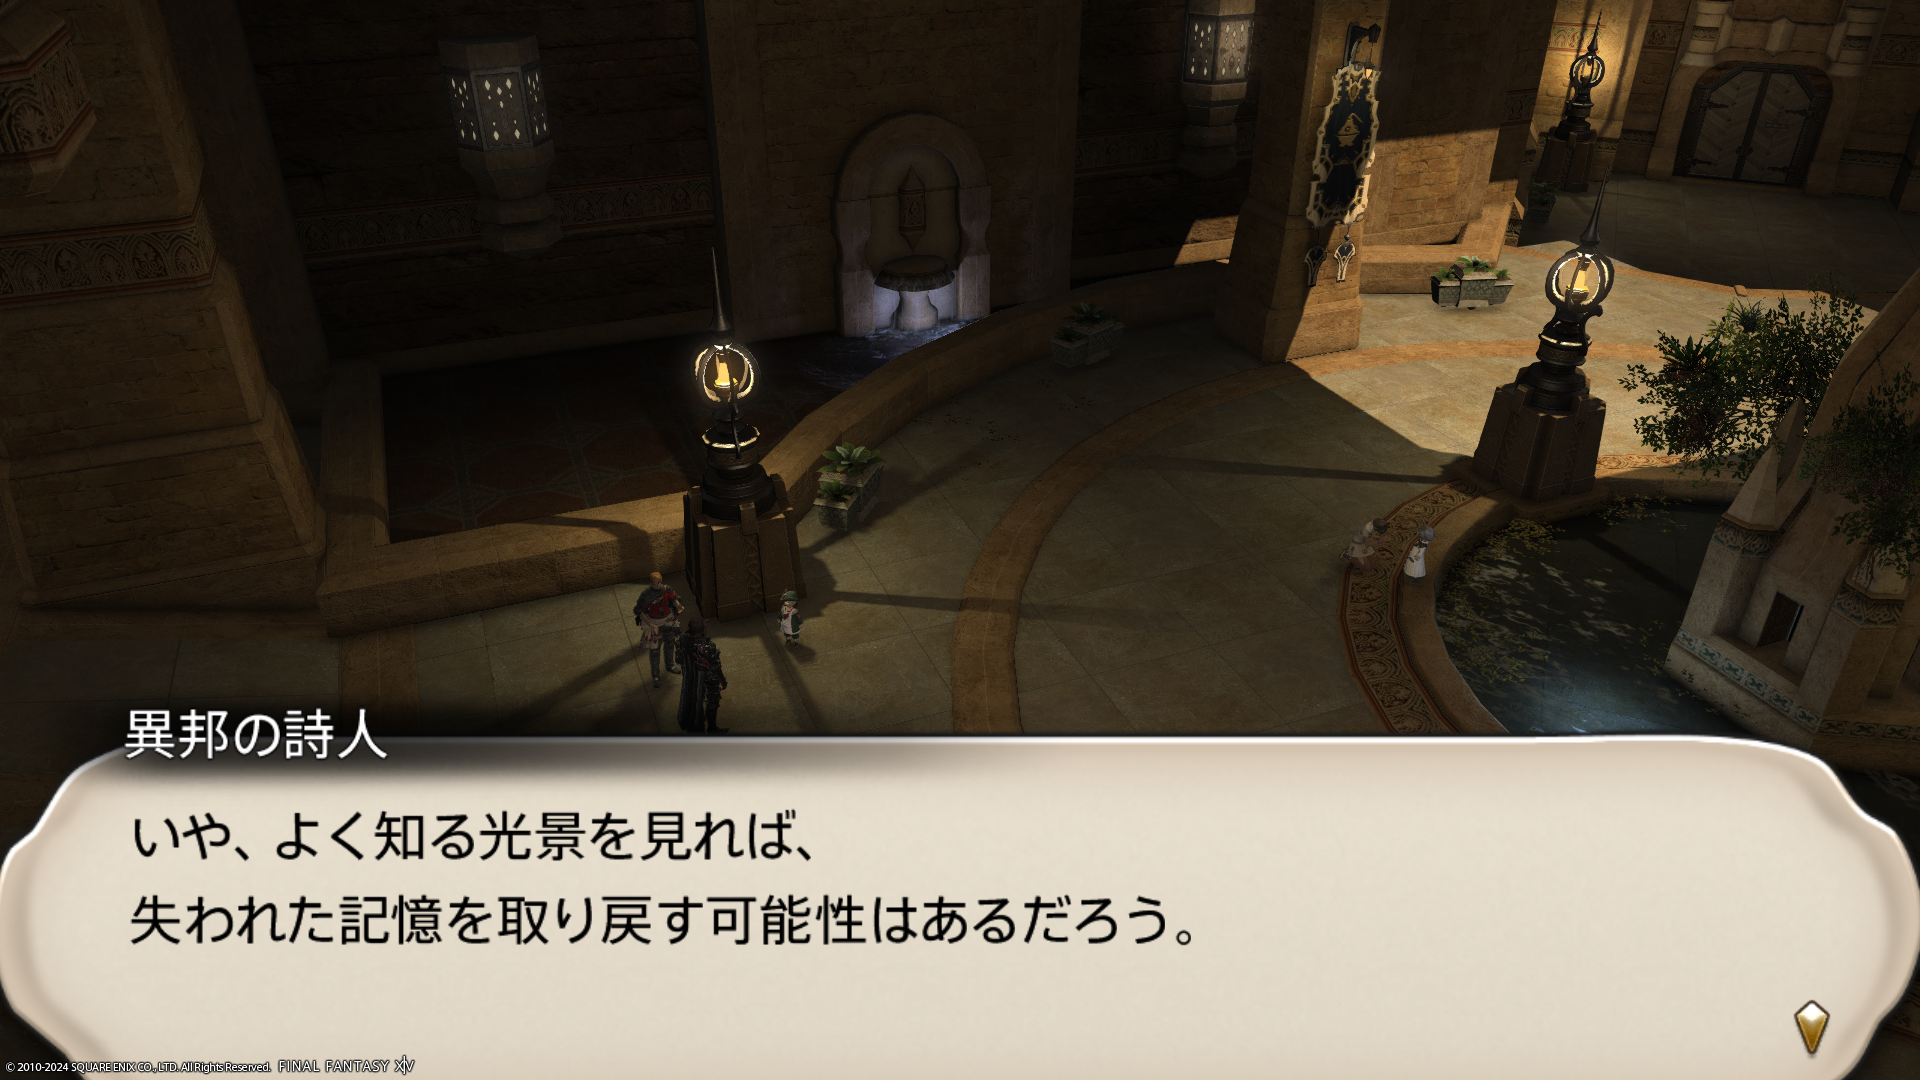 異邦の詩人
いや、よく知る光景を見れば、
失われた記憶を取り戻す可能性はあるだろう。
© 2010-2024 SQUARE ENIX CO., LTD. All Rights Reserved. FINAL FANTASY XIV